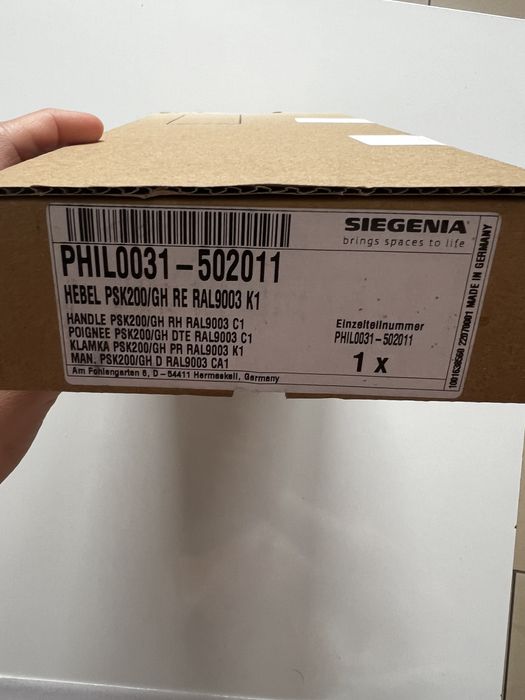 SIEGENIA
brings spaces to life
PHIL0031-502011
HEBEL PSK200/GH RE RAL9003 K1
HANDLE PSK200/GH RH RAL9003 C1
POIGNEE PSK200/GH DTE RAL9003 C1
KLAMKA PSK200/GH PR RAL9003 K1
MAN. PSK200/GH D RAL9003 CA1
Am Fohlengarten 6, D-54411 Hermeskeil, Germany
Einzelteilnummer
PHIL0031-502011
1 x
1001638560 22070001 MADE IN GERMANY